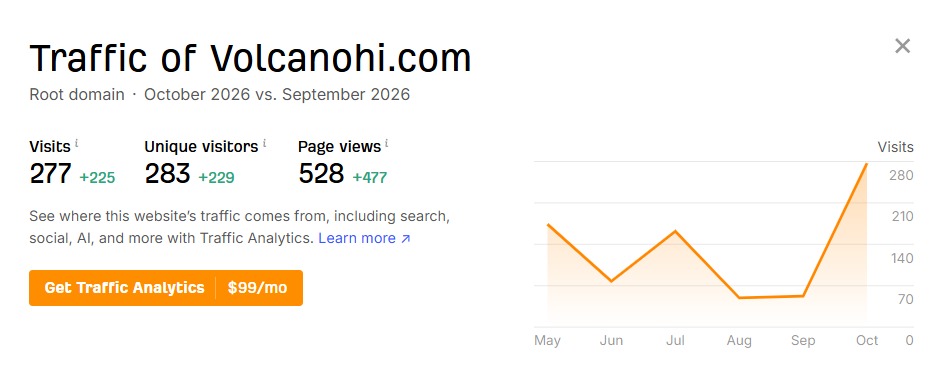 Traffic of Volcanohi.com
Root domain · October 2026 vs. September 2026
Visits i Unique visitors i Page views i
277 +225 283 +229 528 +477
See where this website's traffic comes from, including search,
social, AI, and more with Traffic Analytics. Learn more ↗
Get Traffic Analytics $99/mo
Visits
280
210
140
70
May Jun Jul Aug Sep Oct 0